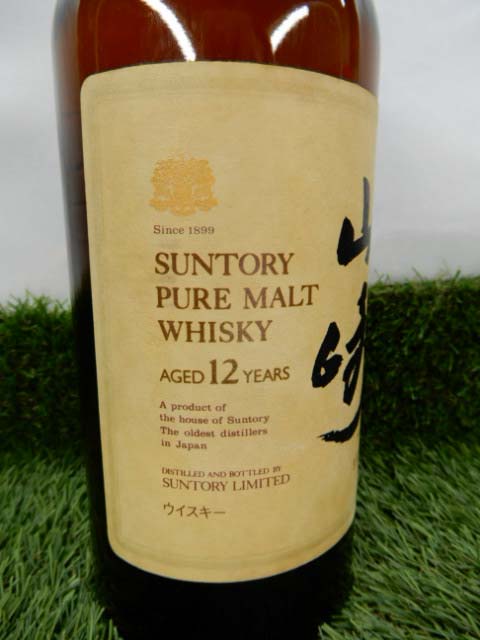 Since 1899
SUNTORY
PURE MALT
WHISKY
AGED 12 YEARS
A product of
the house of Suntory
The oldest distillers
in Japan
DISTILLED AND BOTTLED BY
SUNTORY LIMITED
ウイスキー
山崎